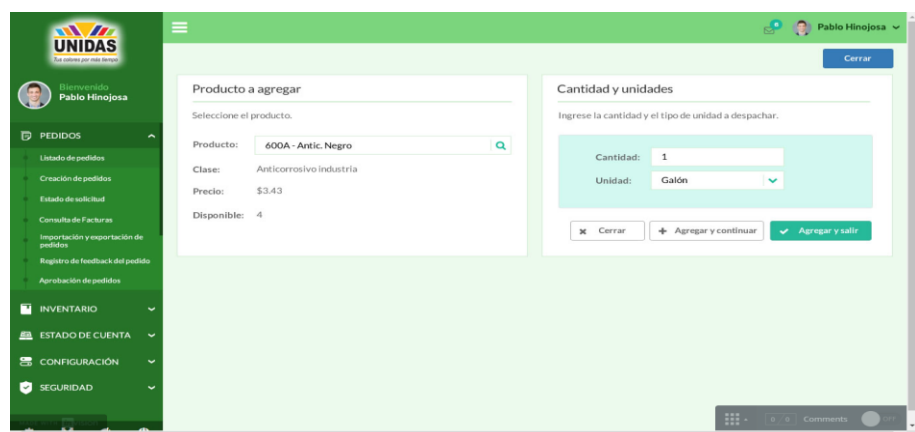 UNIDAS
Tus colores por más tiempo
Pablo Hinojosa
Cerrar
Bienvenido
Pablo Hinojosa
PEDIDOS
Listado de pedidos
Creación de pedidos
Estado de solicitud
Consulta de Facturas
Importación y exportación de
pedidos
Registro de feedback del pedido
Aprobación de pedidos
INVENTARIO
ESTADO DE CUENTA
CONFIGURACIÓN
SEGURIDAD
Producto a agregar
Seleccione el producto.
Producto: 600A - Antic. Negro
Clase: Anticorrosivo industria
Precio: $3.43
Disponible: 4
Cantidad y unidades
Ingrese la cantidad y el tipo de unidad a despachar.
Cantidad: 1
Unidad: Galón
Cerrar
Agregar y continuar
Agregar y salir
0 / 0 Comments OFF